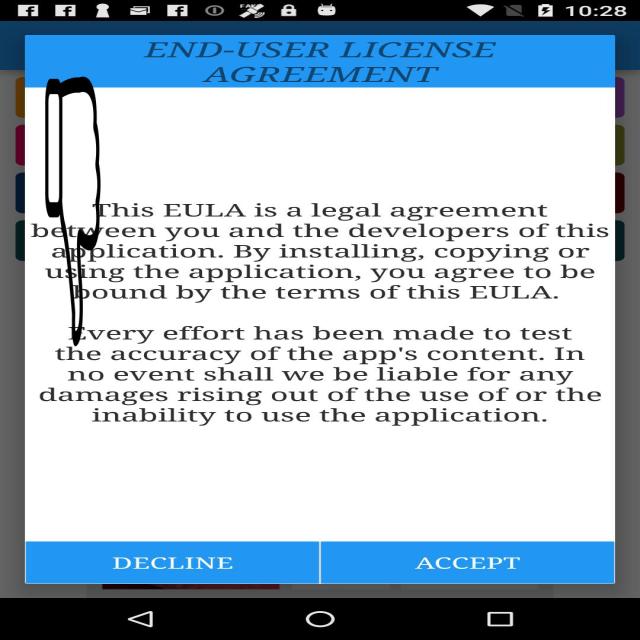 10:28
END-USER LICENSE
AGREEMENT
This EULA is a legal agreement
between you and the developers of this
application. By installing, copying or
using the application, you agree to be
bound by the terms of this EULA.
Every effort has been made to test
the accuracy of the app's content. In
no event shall we be liable for any
damages rising out of the use of or the
inability to use the application.
DECLINE
ACCEPT